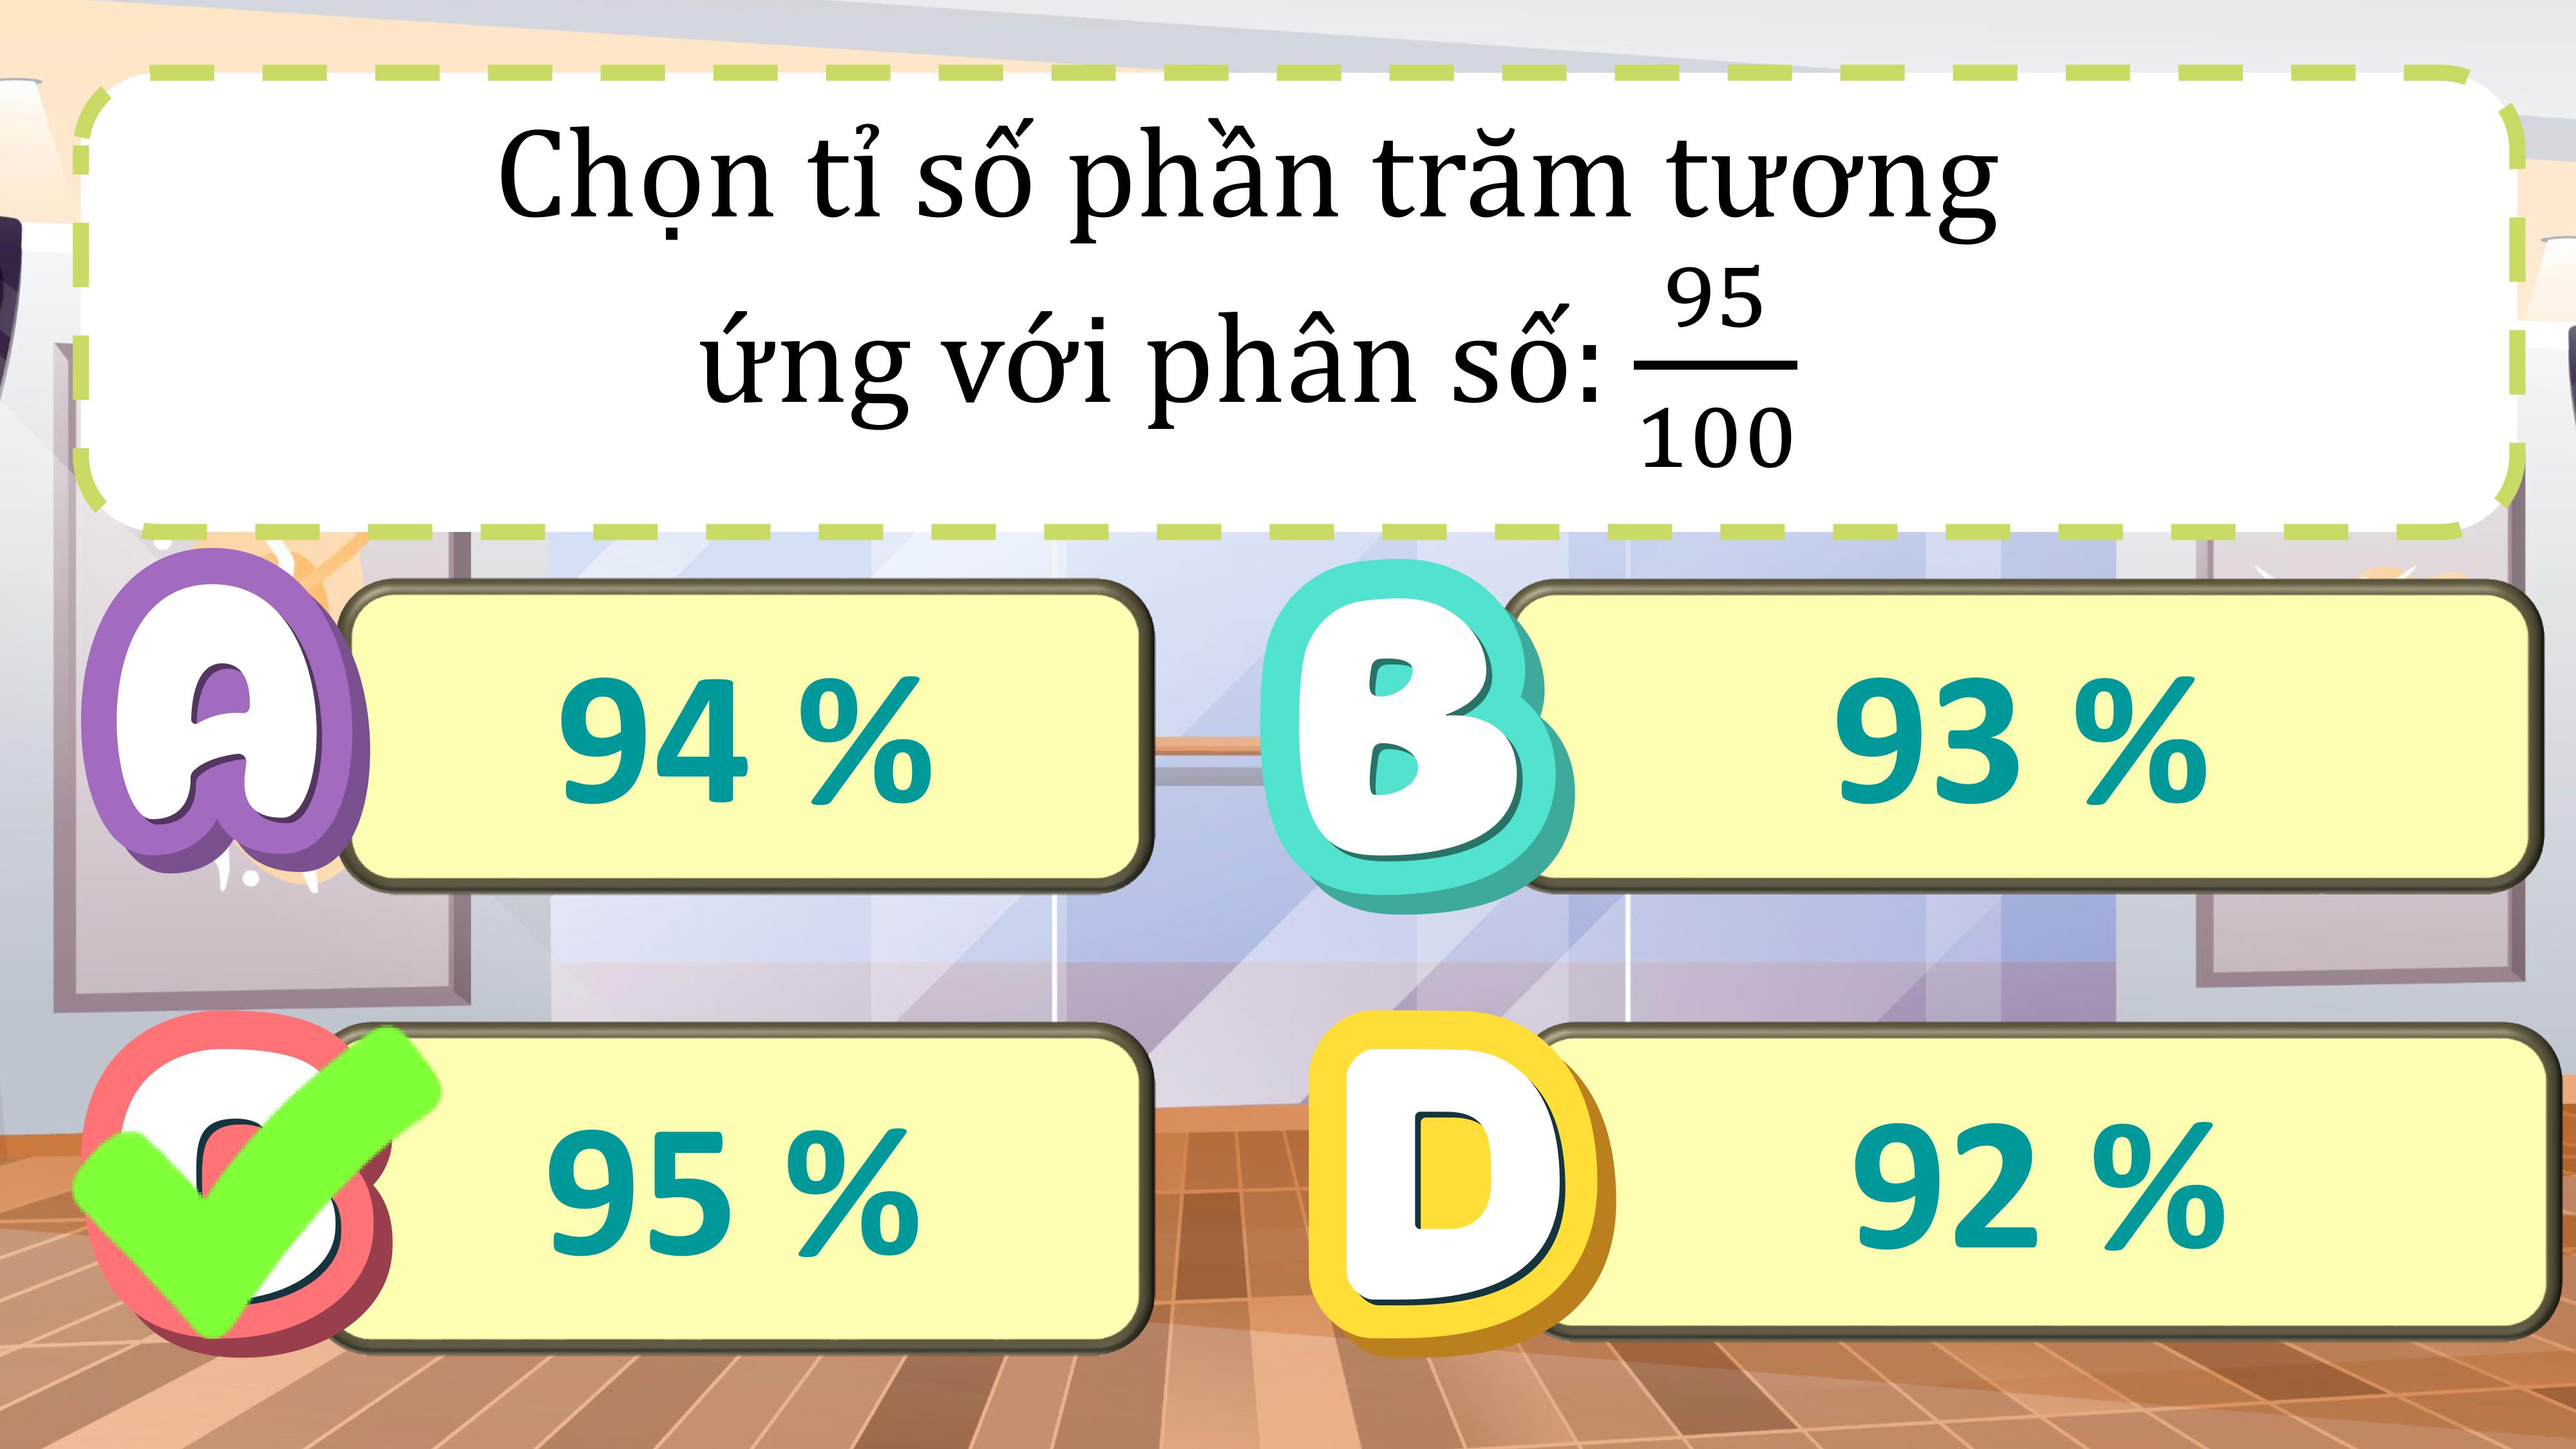 Chọn tỉ số phần trăm tương
ứng với phân số: 95/100
A 94 %
B 93 %
C 95 %
D 92 %